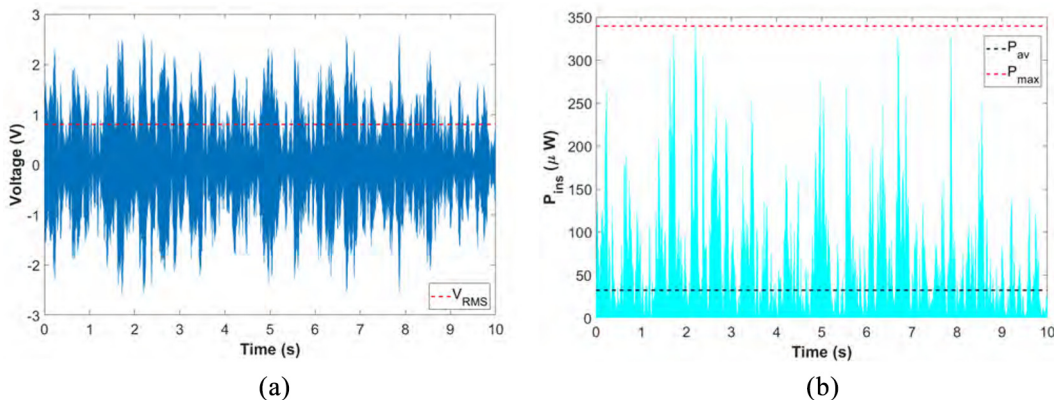 3
2
1
0
-1
-2
-3
Voltage (V)
V_RMS
0 1 2 3 4 5 6 7 8 9 10
Time (s)
(a)
350
300
250
200
150
100
50
0
P_ins (μ W)
P_av
P_max
0 1 2 3 4 5 6 7 8 9 10
Time (s)
(b)